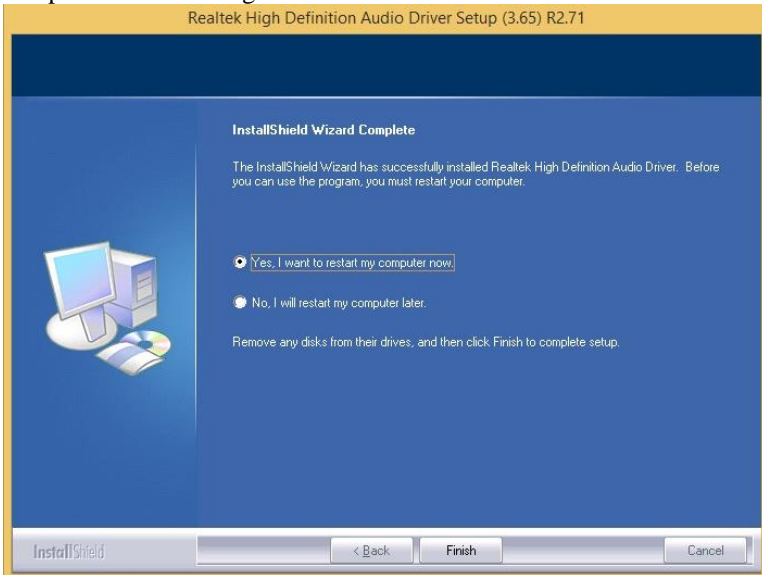 Realtek High Definition Audio Driver Setup (3.65) R2.71
InstallShield Wizard Complete
The InstallShield Wizard has successfully installed Realtek High Definition Audio Driver. Before
you can use the program, you must restart your computer.
Yes, I want to restart my computer now.
No, I will restart my computer later.
Remove any disks from their drives, and then click Finish to complete setup.
InstallShield
< Back Finish Cancel